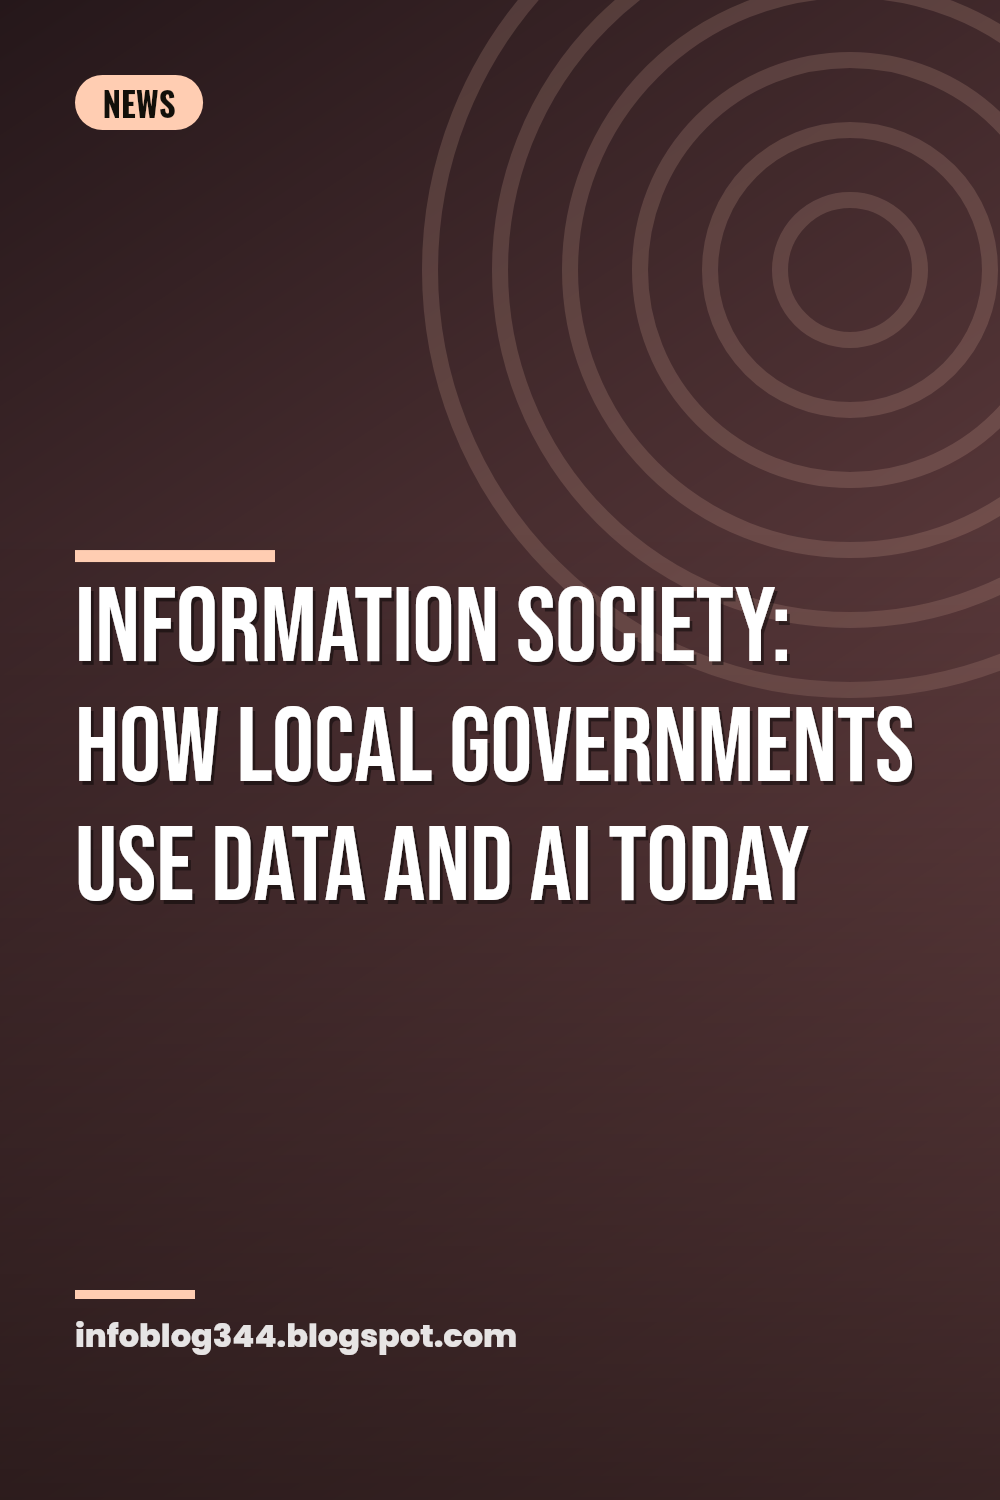 NEWS
INFORMATION SOCIETY:
HOW LOCAL GOVERNMENTS
USE DATA AND AI TODAY
infoblog344.blogspot.com